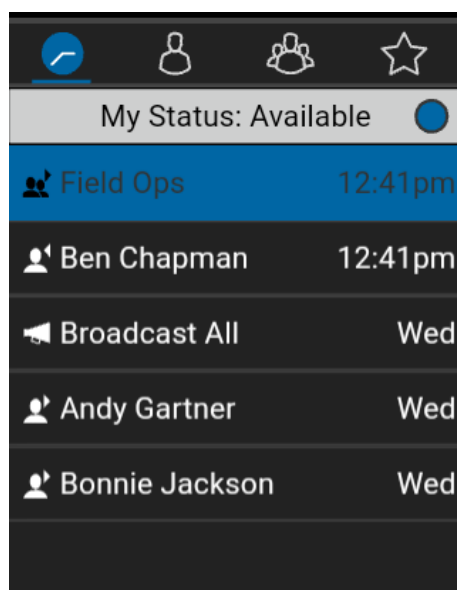 My Status: Available
Field Ops 12:41pm
Ben Chapman 12:41pm
Broadcast All Wed
Andy Gartner Wed
Bonnie Jackson Wed